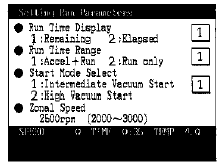 Setting Run Parameters
● Run Time Display
1:Remaining 2:Elapsed 1
● Run Time Range
1:Accel+Run 2:Run only 1
● Start Mode Select
1:Intermediate Vacuum Start 1
2:High Vacuum Start
● Zonal Speed
2500rpm (2000~3000)
SPEED 0 TIME 0:35 TEMP 4.0